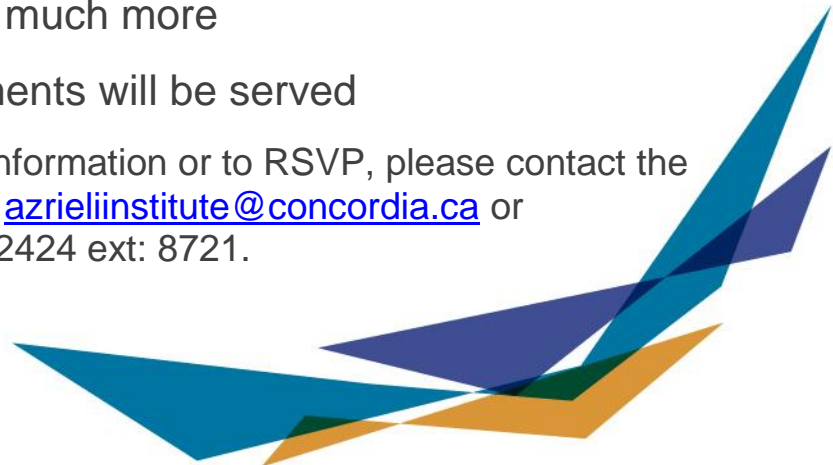 much more
ments will be served
nformation or to RSVP, please contact the
azrieliinstitute@concordia.ca or
2424 ext: 8721.